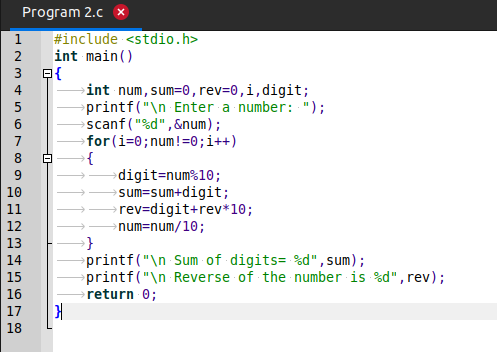 Program 2.c
1 #include <stdio.h>
2 int main()
3 {
4 int num,sum=0,rev=0,i,digit;
5 printf("\n Enter a number: ");
6 scanf("%d",&num);
7 for(i=0;num!=0;i++)
8 {
9 digit=num%10;
10 sum=sum+digit;
11 rev=digit+rev*10;
12 num=num/10;
13 }
14 printf("\n Sum of digits= %d",sum);
15 printf("\n Reverse of the number is %d",rev);
16 return 0;
17 }
18